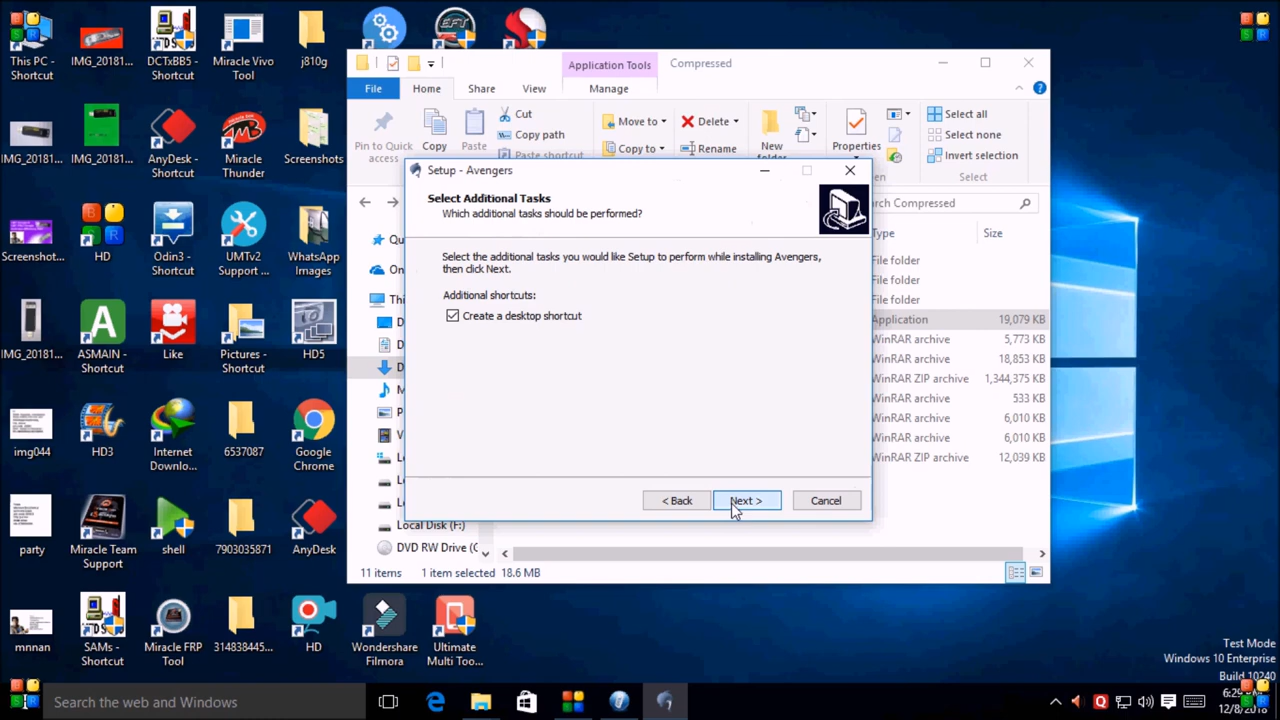 This PC -
Shortcut
IMG_20181...
DCTxBB5 -
Shortcut
Miracle Vivo
Tool
j810g
IMG_20181...
IMG_20181...
AnyDesk -
Shortcut
Miracle
Thunder
Screenshots
Screenshot...
HD
Odin3 -
Shortcut
UMTv2
Support ...
WhatsApp
Images
IMG_20181...
ASMAIN -
Shortcut
Like
Pictures -
Shortcut
HD5
img044
HD3
Internet
Downlo...
6537087
Google
Chrome
party
Miracle Team
Support
shell
7903035871
AnyDesk
mnnan
SAMs -
Shortcut
Miracle FRP
Tool
314838445...
HD
Wondershare
Filmora
Ultimate
Multi Too...
Application Tools
Compressed
File
Home
Share
View
Manage
Pin to Quick
access
Copy
Paste
Cut
Copy path
Paste shortcut
Move to
Copy to
Delete
Rename
New
folder
Properties
Select all
Select none
Invert selection
Select
Compressed
Type
Size
File folder
File folder
File folder
Application 19,079 KB
WinRAR archive 5,773 KB
WinRAR archive 18,853 KB
WinRAR ZIP archive 1,344,375 KB
WinRAR archive 533 KB
WinRAR archive 6,010 KB
WinRAR archive 6,010 KB
WinRAR ZIP archive 12,039 KB
Local Disk (F:)
DVD RW Drive (
11 items 1 item selected 18.6 MB
Setup - Avengers
Select Additional Tasks
Which additional tasks should be performed?
Select the additional tasks you would like Setup to perform while installing Avengers,
then click Next.
Additional shortcuts:
Create a desktop shortcut
< Back
Next >
Cancel
Test Mode
Windows 10 Enterprise
Build 10240
Search the web and Windows
12/8/2018